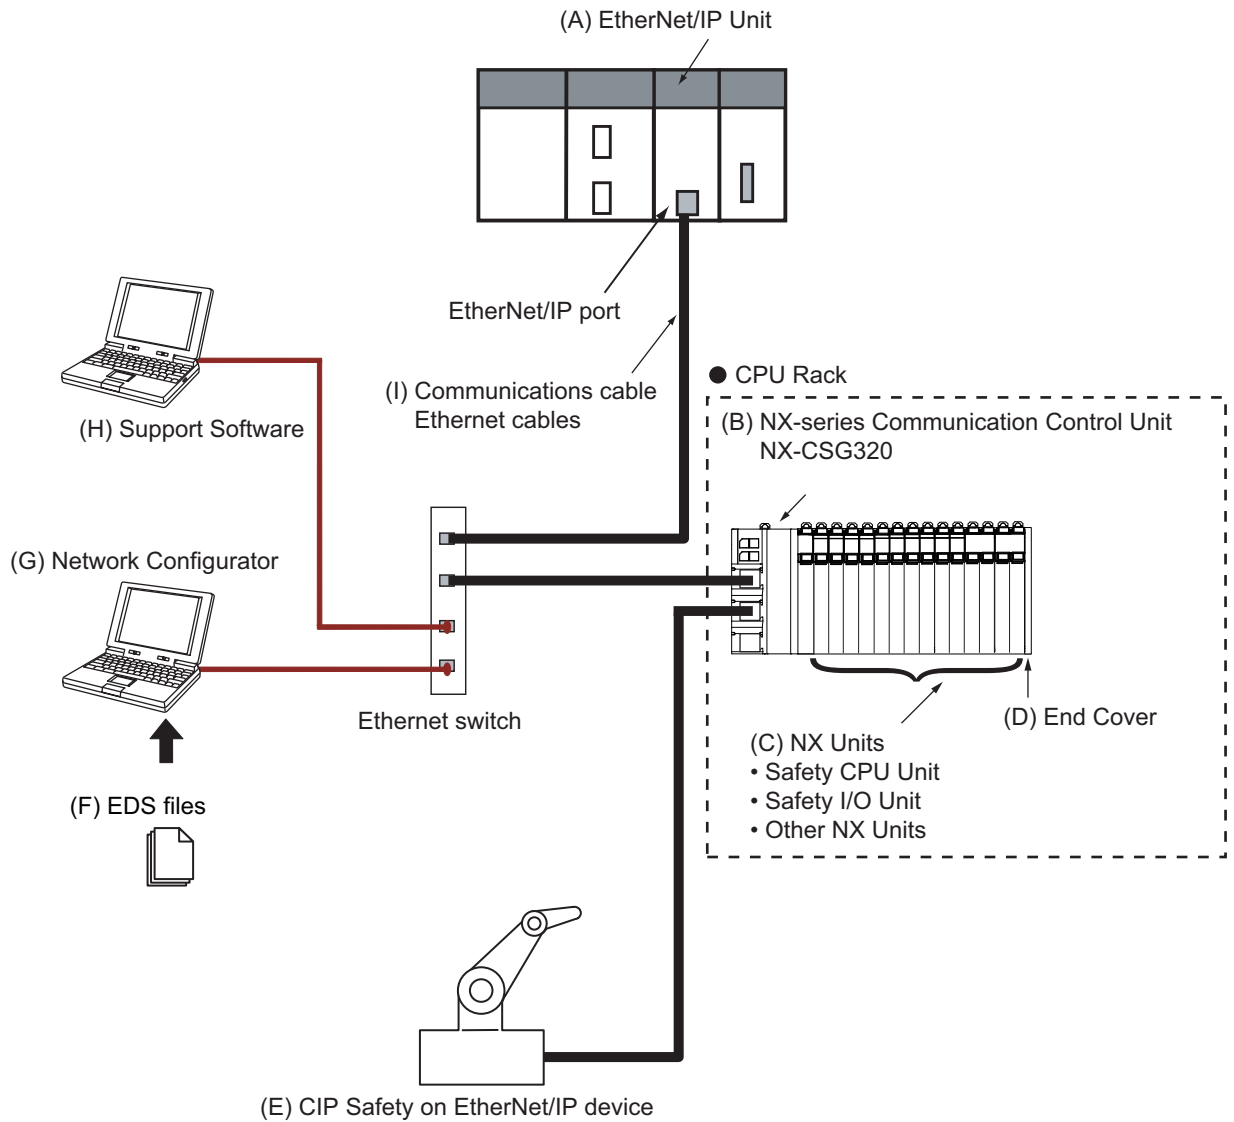 (A) EtherNet/IP Unit
EtherNet/IP port
(I) Communications cable
Ethernet cables
● CPU Rack
(B) NX-series Communication Control Unit
NX-CSG320
(H) Support Software
(G) Network Configurator
Ethernet switch
(D) End Cover
(C) NX Units
• Safety CPU Unit
• Safety I/O Unit
• Other NX Units
(F) EDS files
(E) CIP Safety on EtherNet/IP device